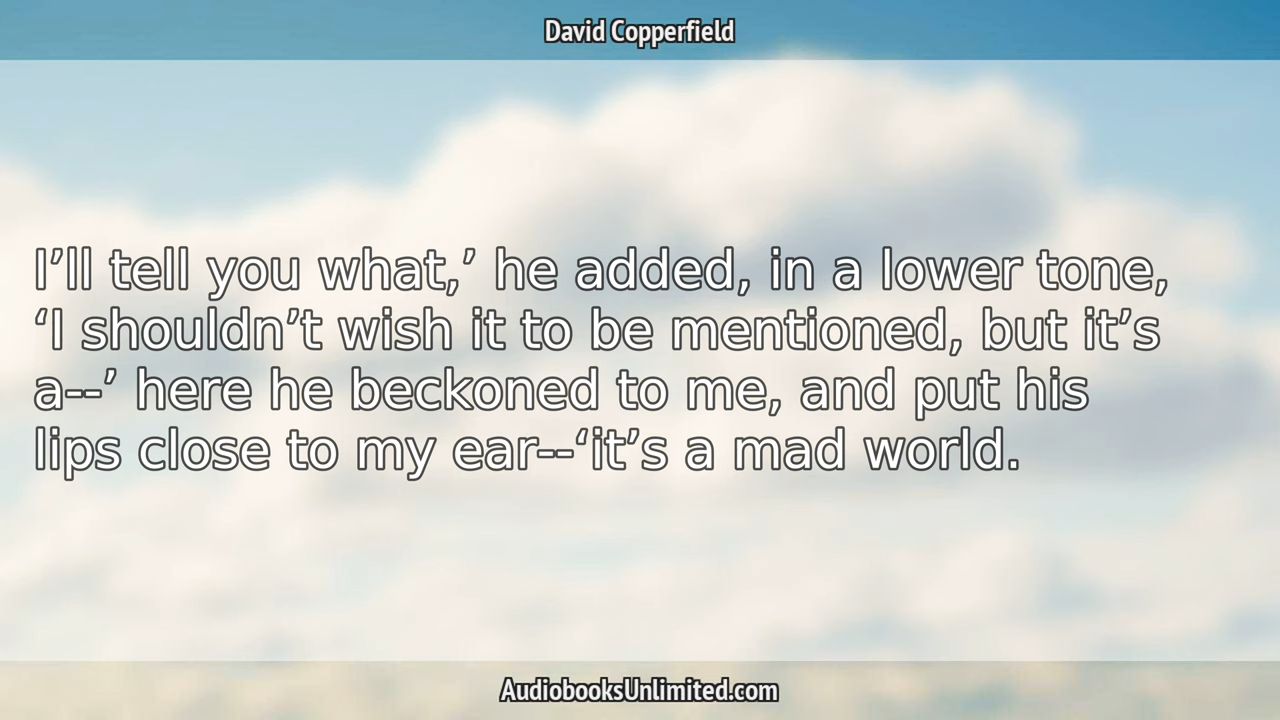 David Copperfield
I’ll tell you what,’ he added, in a lower tone,
‘I shouldn’t wish it to be mentioned, but it’s
a--’ here he beckoned to me, and put his
lips close to my ear--‘it’s a mad world.
AudiobooksUnlimited.com